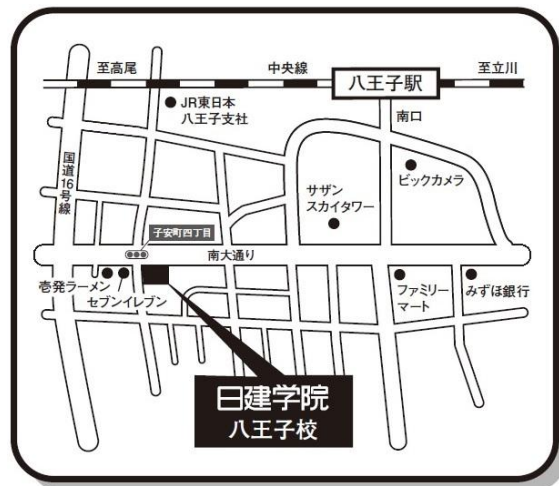 至高尾
中央線
八王子駅
至立川
JR東日本
八王子支社
南口
国道16号線
ビックカメラ
サザン
スカイタワー
子安町四丁目
南大通り
壱発ラーメン
セブンイレブン
ファミリー
マート
みずほ銀行
日建学院
八王子校